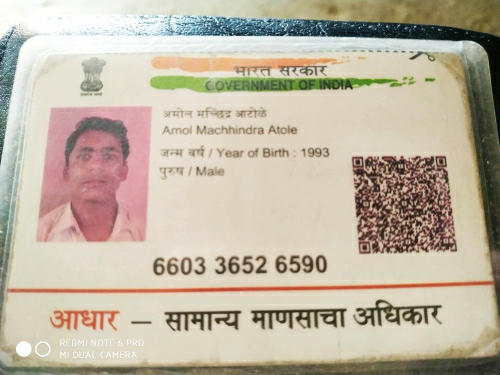 भारत सरकार
GOVERNMENT OF INDIA
अमोल मच्छिंद्र आटोळे
Amol Machhindra Atole
जन्म वर्ष / Year of Birth : 1993
पुरुष / Male
6603 3652 6590
आधार — सामान्य माणसाचा अधिकार
REDMI NOTE 6 PRO
MI DUAL CAMERA